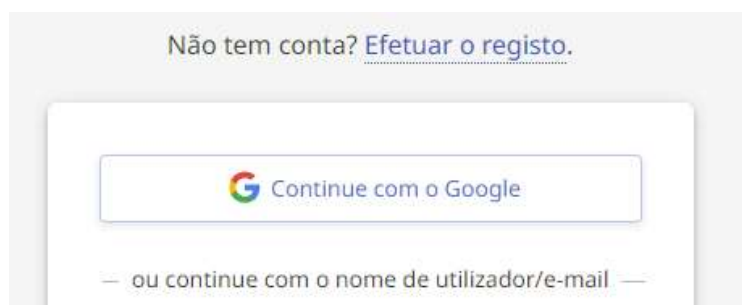 Não tem conta? Efetuar o registo.
Continue com o Google
ou continue com o nome de utilizador/e-mail